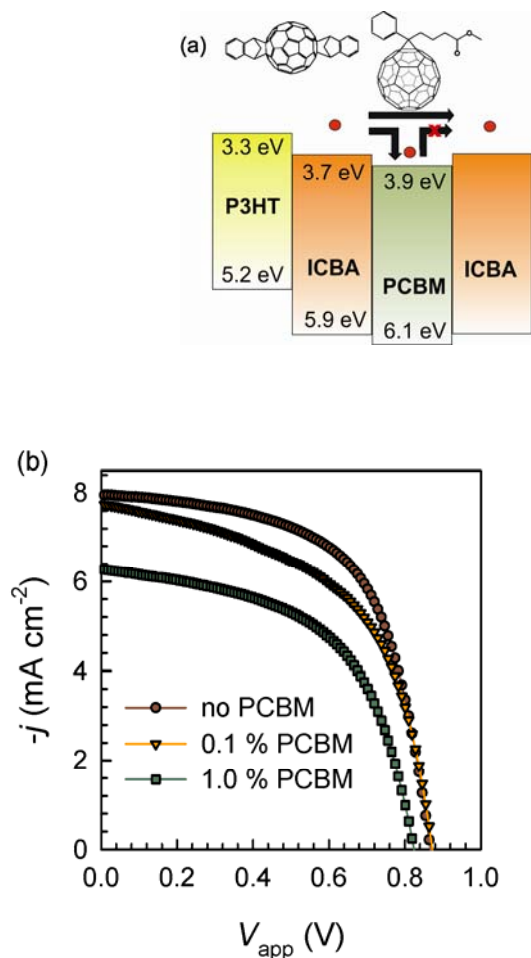 (a)
3.3 eV
P3HT
5.2 eV
3.7 eV
ICBA
5.9 eV
3.9 eV
PCBM
6.1 eV
ICBA
O
O
(b)
8
6
4
2
0
-j (mA cm⁻²)
no PCBM
0.1 % PCBM
1.0 % PCBM
0.0 0.2 0.4 0.6 0.8 1.0
Vapp (V)